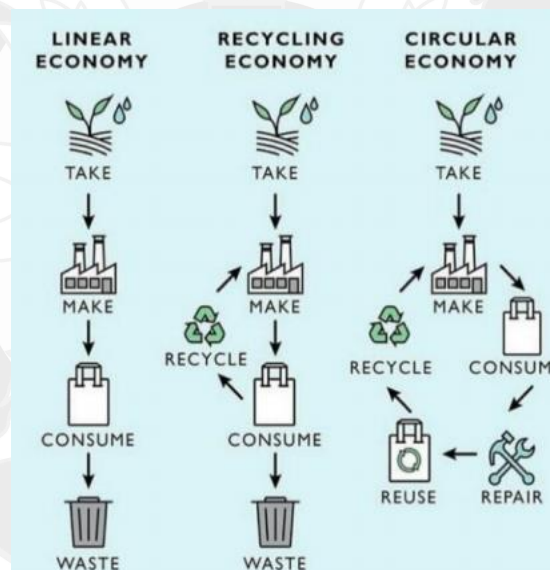 LINEAR
ECONOMY
TAKE
MAKE
CONSUME
WASTE
RECYCLING
ECONOMY
TAKE
MAKE
RECYCLE
CONSUME
WASTE
CIRCULAR
ECONOMY
TAKE
MAKE
CONSUM
REPAIR
REUSE
RECYCLE